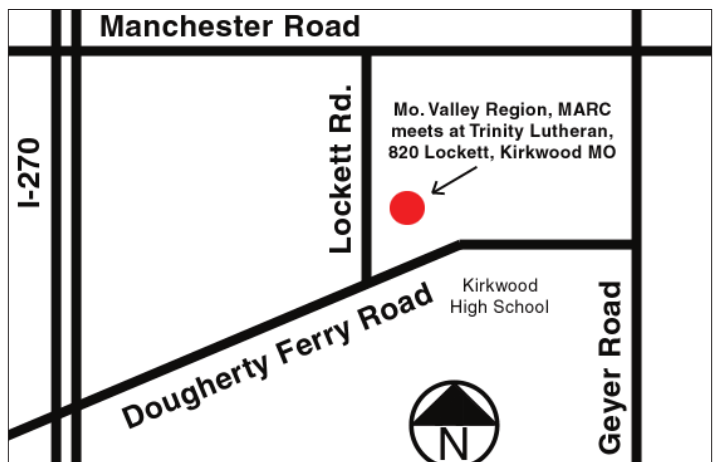 Manchester Road
I-270
Lockett Rd.
Mo. Valley Region, MARC
meets at Trinity Lutheran,
820 Lockett, Kirkwood MO
Dougherty Ferry Road
Kirkwood
High School
Geyer Road
N